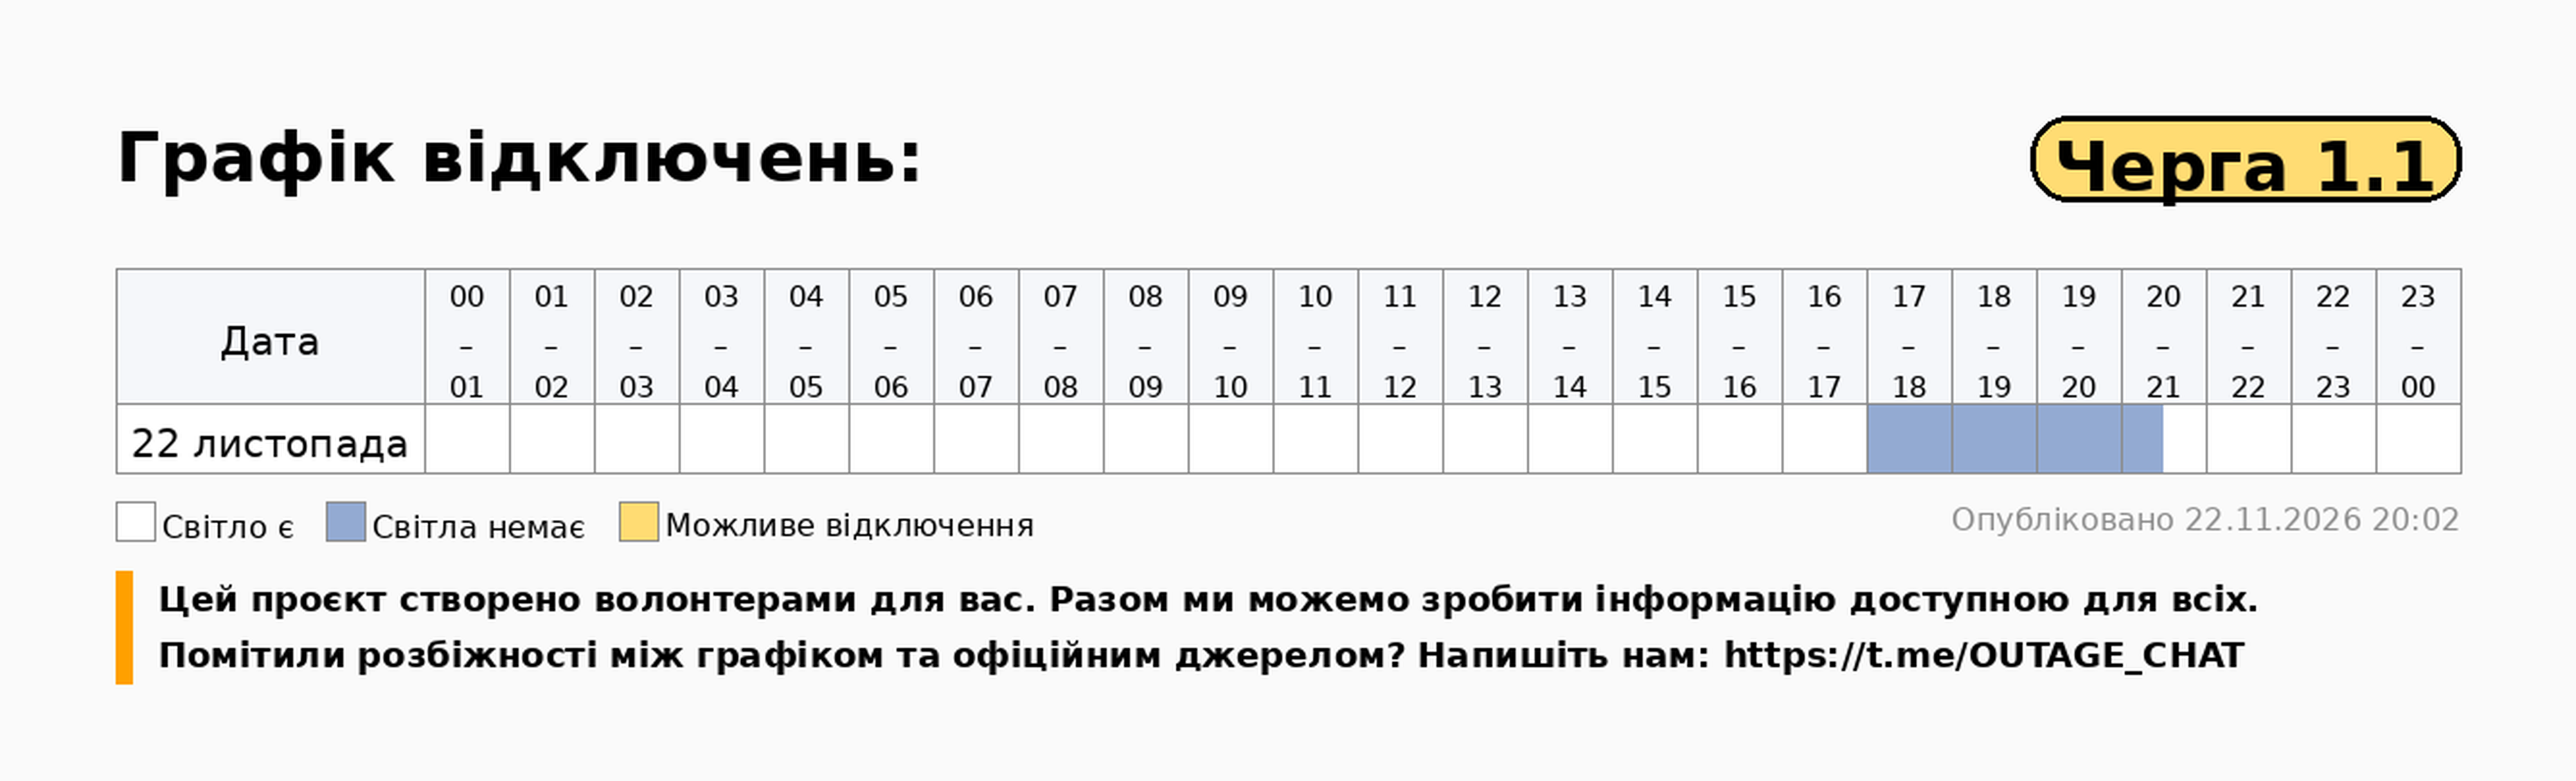 Графік відключень:
Черга 1.1
Дата
00 – 01
01 – 02
02 – 03
03 – 04
04 – 05
05 – 06
06 – 07
07 – 08
08 – 09
09 – 10
10 – 11
11 – 12
12 – 13
13 – 14
14 – 15
15 – 16
16 – 17
17 – 18
18 – 19
19 – 20
20 – 21
21 – 22
22 – 23
23 – 00
22 листопада
Світло є
Світла немає
Можливе відключення
Опубліковано 22.11.2026 20:02
Цей проєкт створено волонтерами для вас. Разом ми можемо зробити інформацію доступною для всіх.
Помітили розбіжності між графіком та офіційним джерелом? Напишіть нам: https://t.me/OUTAGE_CHAT